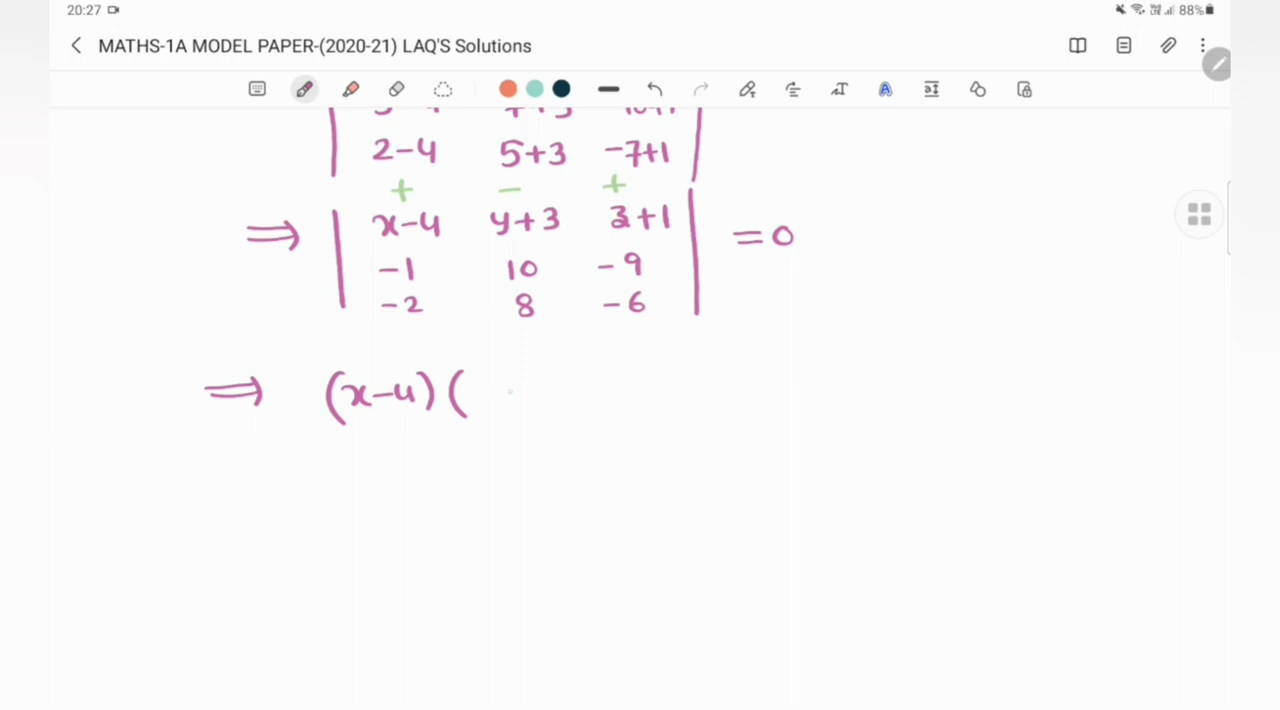 20:27 88%
MATHS-1A MODEL PAPER-(2020-21) LAQ'S Solutions
2-4 5+3 -7+1
+ - +
⇒ | x-4 y+3 z+1 | = 0
-1 10 -9
-2 8 -6
⇒ (x-4) (